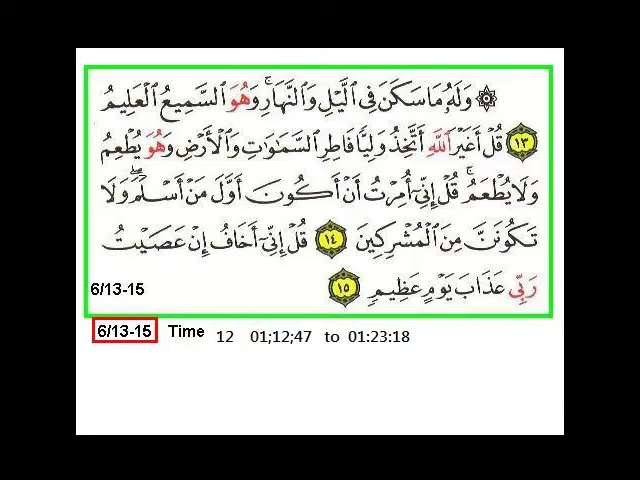 ۞ وَلَهُۥ مَا سَكَنَ فِى ٱلَّيْلِ وَٱلنَّهَارِ ۚ وَهُوَ ٱلسَّمِيعُ ٱلْعَلِيمُ
١٣ قُلْ أَغَيْرَ ٱللَّهِ أَتَّخِذُ وَلِيًّا فَاطِرِ ٱلسَّمَٰوَٰتِ وَٱلْأَرْضِ وَهُوَ يُطْعِمُ
وَلَا يُطْعَمُ ۗ قُلْ إِنِّىٓ أُمِرْتُ أَنْ أَكُونَ أَوَّلَ مَنْ أَسْلَمَ ۖ وَلَا
تَكُونَنَّ مِنَ ٱلْمُشْرِكِينَ ١٤ قُلْ إِنِّىٓ أَخَافُ إِنْ عَصَيْتُ
رَبِّى عَذَابَ يَوْمٍ عَظِيمٍ ١٥
6/13-15
6/13-15 Time 12 01;12;47 to 01:23:18